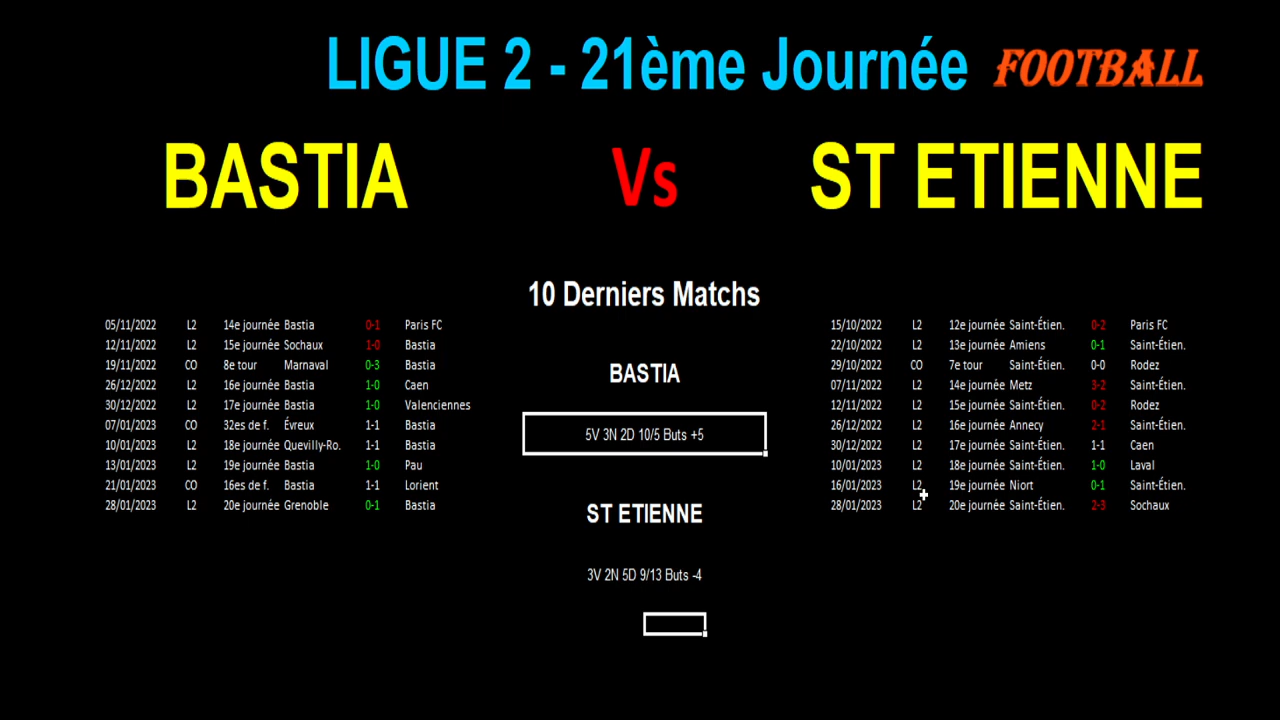 LIGUE 2 - 21ème Journée FOOTBALL
BASTIA Vs ST ETIENNE
10 Derniers Matchs
05/11/2022 L2 14e journée Bastia 0-1 Paris FC
12/11/2022 L2 15e journée Sochaux 1-0 Bastia
19/11/2022 CO 8e tour Marnaval 0-3 Bastia
26/12/2022 L2 16e journée Bastia 1-0 Caen
30/12/2022 L2 17e journée Bastia 1-0 Valenciennes
07/01/2023 CO 32es de f. Évreux 1-1 Bastia
10/01/2023 L2 18e journée Quevilly-Ro. 1-1 Bastia
13/01/2023 L2 19e journée Bastia 1-0 Pau
21/01/2023 CO 16es de f. Bastia 1-1 Lorient
28/01/2023 L2 20e journée Grenoble 0-1 Bastia
BASTIA
5V 3N 2D 10/5 Buts +5
ST ETIENNE
3V 2N 5D 9/13 Buts -4
15/10/2022 L2 12e journée Saint-Étien. 0-2 Paris FC
22/10/2022 L2 13e journée Amiens 0-1 Saint-Étien.
29/10/2022 CO 7e tour Saint-Étien. 0-0 Rodez
07/11/2022 L2 14e journée Metz 3-2 Saint-Étien.
12/11/2022 L2 15e journée Saint-Étien. 0-2 Rodez
26/12/2022 L2 16e journée Annecy 2-1 Saint-Étien.
30/12/2022 L2 17e journée Saint-Étien. 1-1 Caen
10/01/2023 L2 18e journée Saint-Étien. 1-0 Laval
16/01/2023 L2 19e journée Niort 0-1 Saint-Étien.
28/01/2023 L2 20e journée Saint-Étien. 2-3 Sochaux